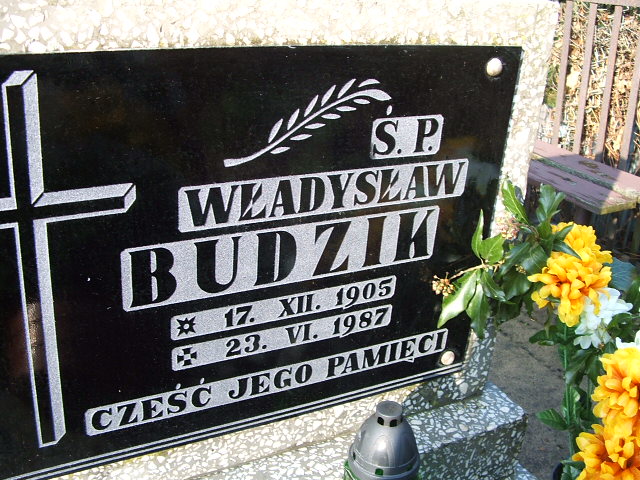 Ś.P.
WŁADYSŁAW
BUDZIK
17. XII. 1905
23. VI. 1987
CZEŚĆ JEGO PAMIĘCI